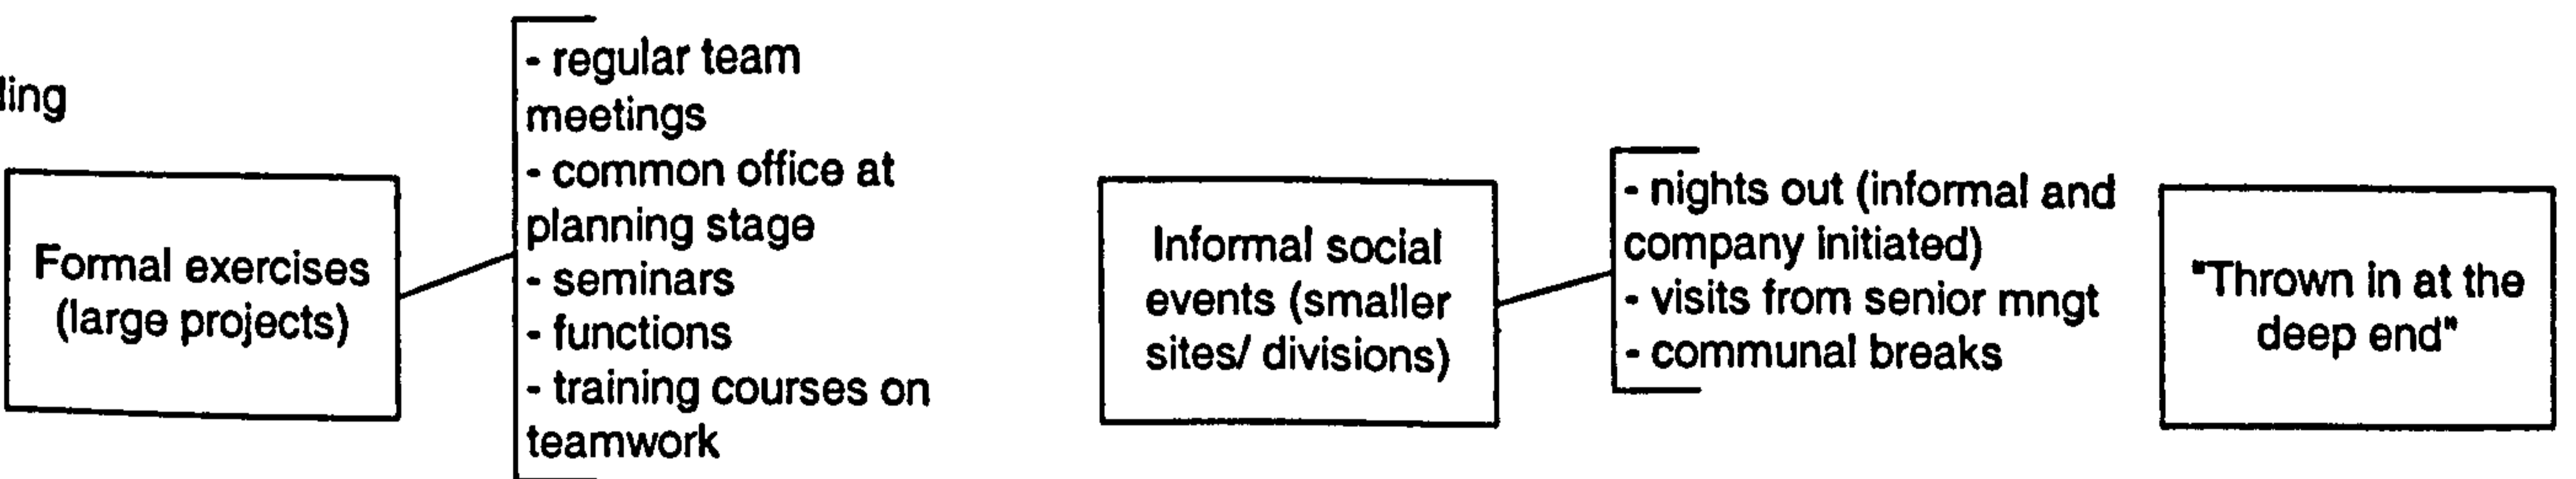 ling
Formal exercises
(large projects)
- regular team
meetings
- common office at
planning stage
- seminars
- functions
- training courses on
teamwork
Informal social
events (smaller
sites/ divisions)
- nights out (informal and
company initiated)
- visits from senior mngt
- communal breaks
"Thrown in at the
deep end"